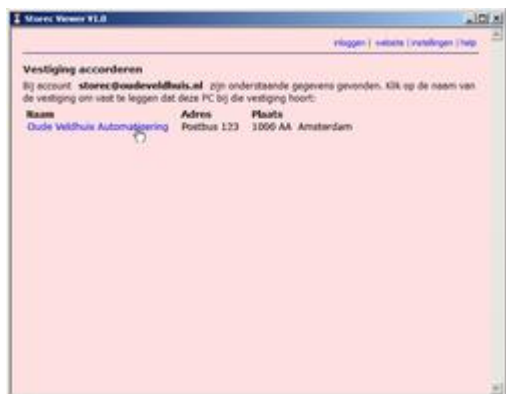 Storec Viewer V1.0
inloggen | website | instellingen | help
Vestiging accorderen
Bij account storec@oudeveldhuis.nl zijn onderstaande gegevens gevonden. Klik op de naam van
de vestiging om vast te leggen dat deze PC bij die vestiging hoort:
Naam Adres Plaats
Oude Veldhuis Automatisering Postbus 123 1000 AA Amsterdam